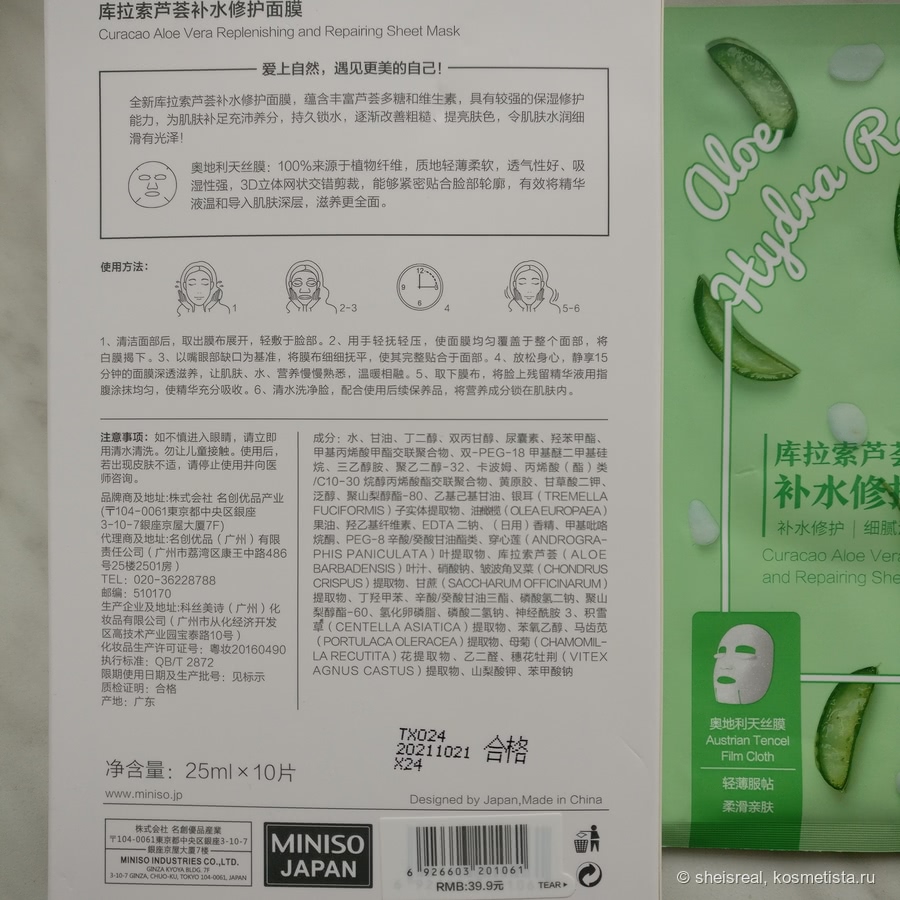 库拉索芦荟补水修护面膜
Curacao Aloe Vera Replenishing and Repairing Sheet Mask
爱上自然，遇见更美的自己！
全新库拉索芦荟补水修护面膜，蕴含丰富芦荟多糖和维生素，具有较强的保湿修护
能力，为肌肤补足充沛养分，持久锁水，逐渐改善粗糙、提亮肤色，令肌肤水润细
滑有光泽！
奥地利天丝膜：100%来源于植物纤维，质地轻薄柔软，透气性好、吸
湿性强，3D立体网状交错剪裁，能够紧密贴合脸部轮廓，有效将精华
液温和导入肌肤深层，滋养更全面。
使用方法：
1
2-3
12
3
6
9
4
5-6
1、清洁面部后，取出膜布展开，轻敷于脸部。2、用手轻抚轻压，使面膜均匀覆盖于整个面部，将
白膜揭下。3、以嘴眼部缺口为基准，将膜布细细抚平，使其完整贴合于面部。4、放松身心，静享15
分钟的面膜深透滋养，让肌肤、水、营养慢慢熟悉，温暖相融。5、取下膜布，将脸上残留精华液用指
腹涂抹均匀，使精华充分吸收。6、清水洗净脸，配合使用后续保养品，将营养成分锁在肌肤内。
注意事项：如不慎进入眼睛，请立即
用清水清洗。勿让儿童接触。使用后，
若出现皮肤不适，请停止使用并向医
师咨询。
品牌商及地址:株式会社 名创优品产业
(〒104-0061東京都中央区銀座
3-10-7銀座京屋大厦7F)
代理商及地址:名创优品（广州）有限
责任公司（广州市荔湾区康王中路486
号25楼2501房）
TEL：020-36228788
邮编：510170
生产企业及地址:科丝美诗（广州）化
妆品有限公司（广州市从化经济开发
区高技术产业园宝泰路10号）
化妆品生产许可证号：粤妆20160490
执行标准：QB/T 2872
限期使用日期及生产批号：见标示
质检证明：合格
产地：广东
成分：水、甘油、丁二醇、双丙甘醇、尿囊素、羟苯甲酯、
甲基丙烯酸甲酯交联聚合物、双-PEG-18 甲基醚二甲基硅
烷、三乙醇胺、聚乙二醇-32、卡波姆、丙烯酸（酯）类
/C10-30 烷醇丙烯酸酯交联聚合物、黄原胶、甘草酸二钾、
泛醇、聚山梨醇酯-80、乙基己基甘油、银耳（TREMELLA
FUCIFORMIS）子实体提取物、油橄榄（OLEA EUROPAEA）
果油、羟乙基纤维素、EDTA 二钠、（日用）香精、甲基吡咯
烷酮、PEG-8 辛酸/癸酸甘油酯类、穿心莲（ANDROGRA-
PHIS PANICULATA）叶提取物、库拉索芦荟（ALOE
BARBADENSIS）叶汁、硝酸钠、皱波角叉菜（CHONDRUS
CRISPUS）提取物、甘蔗（SACCHARUM OFFICINARUM）
提取物、丁羟甲苯、辛酸/癸酸甘油三酯、磷酸氢二钠、聚山
梨醇酯-60、氢化卵磷脂、磷酸二氢钠、神经酰胺 3、积雪
草（CENTELLA ASIATICA）提取物、苯氧乙醇、马齿苋
（PORTULACA OLERACEA）提取物、母菊（CHAMOMIL-
LA RECUTITA）花提取物、乙二醛、穗花牡荆（VITEX
AGNUS CASTUS）提取物、山梨酸钾、苯甲酸钠
TX024
20211021
X24
合格
净含量：25ml×10片
www.miniso.jp
Designed by Japan,Made in China
株式会社 名創優品産業
〒104-0061東京都中央区銀座3-10-7
銀座京屋大厦7楼
MINISO INDUSTRIES CO.,LTD.
GINZA KYOYA BLDG. 7F
3-10-7 GINZA, CHUO-KU, TOKYO 104-0061, JAPAN
MINISO
JAPAN
6 926603 201061
RMB:39.9元
TEAR
Aloe
Hydra Re
库拉索芦荟
补水修护
补水修护｜细腻
Curacao Aloe Vera
and Repairing She
奥地利天丝膜
Austrian Tencel
Film Cloth
轻薄服帖
柔滑亲肤
© sheisreal, kosmetista.ru